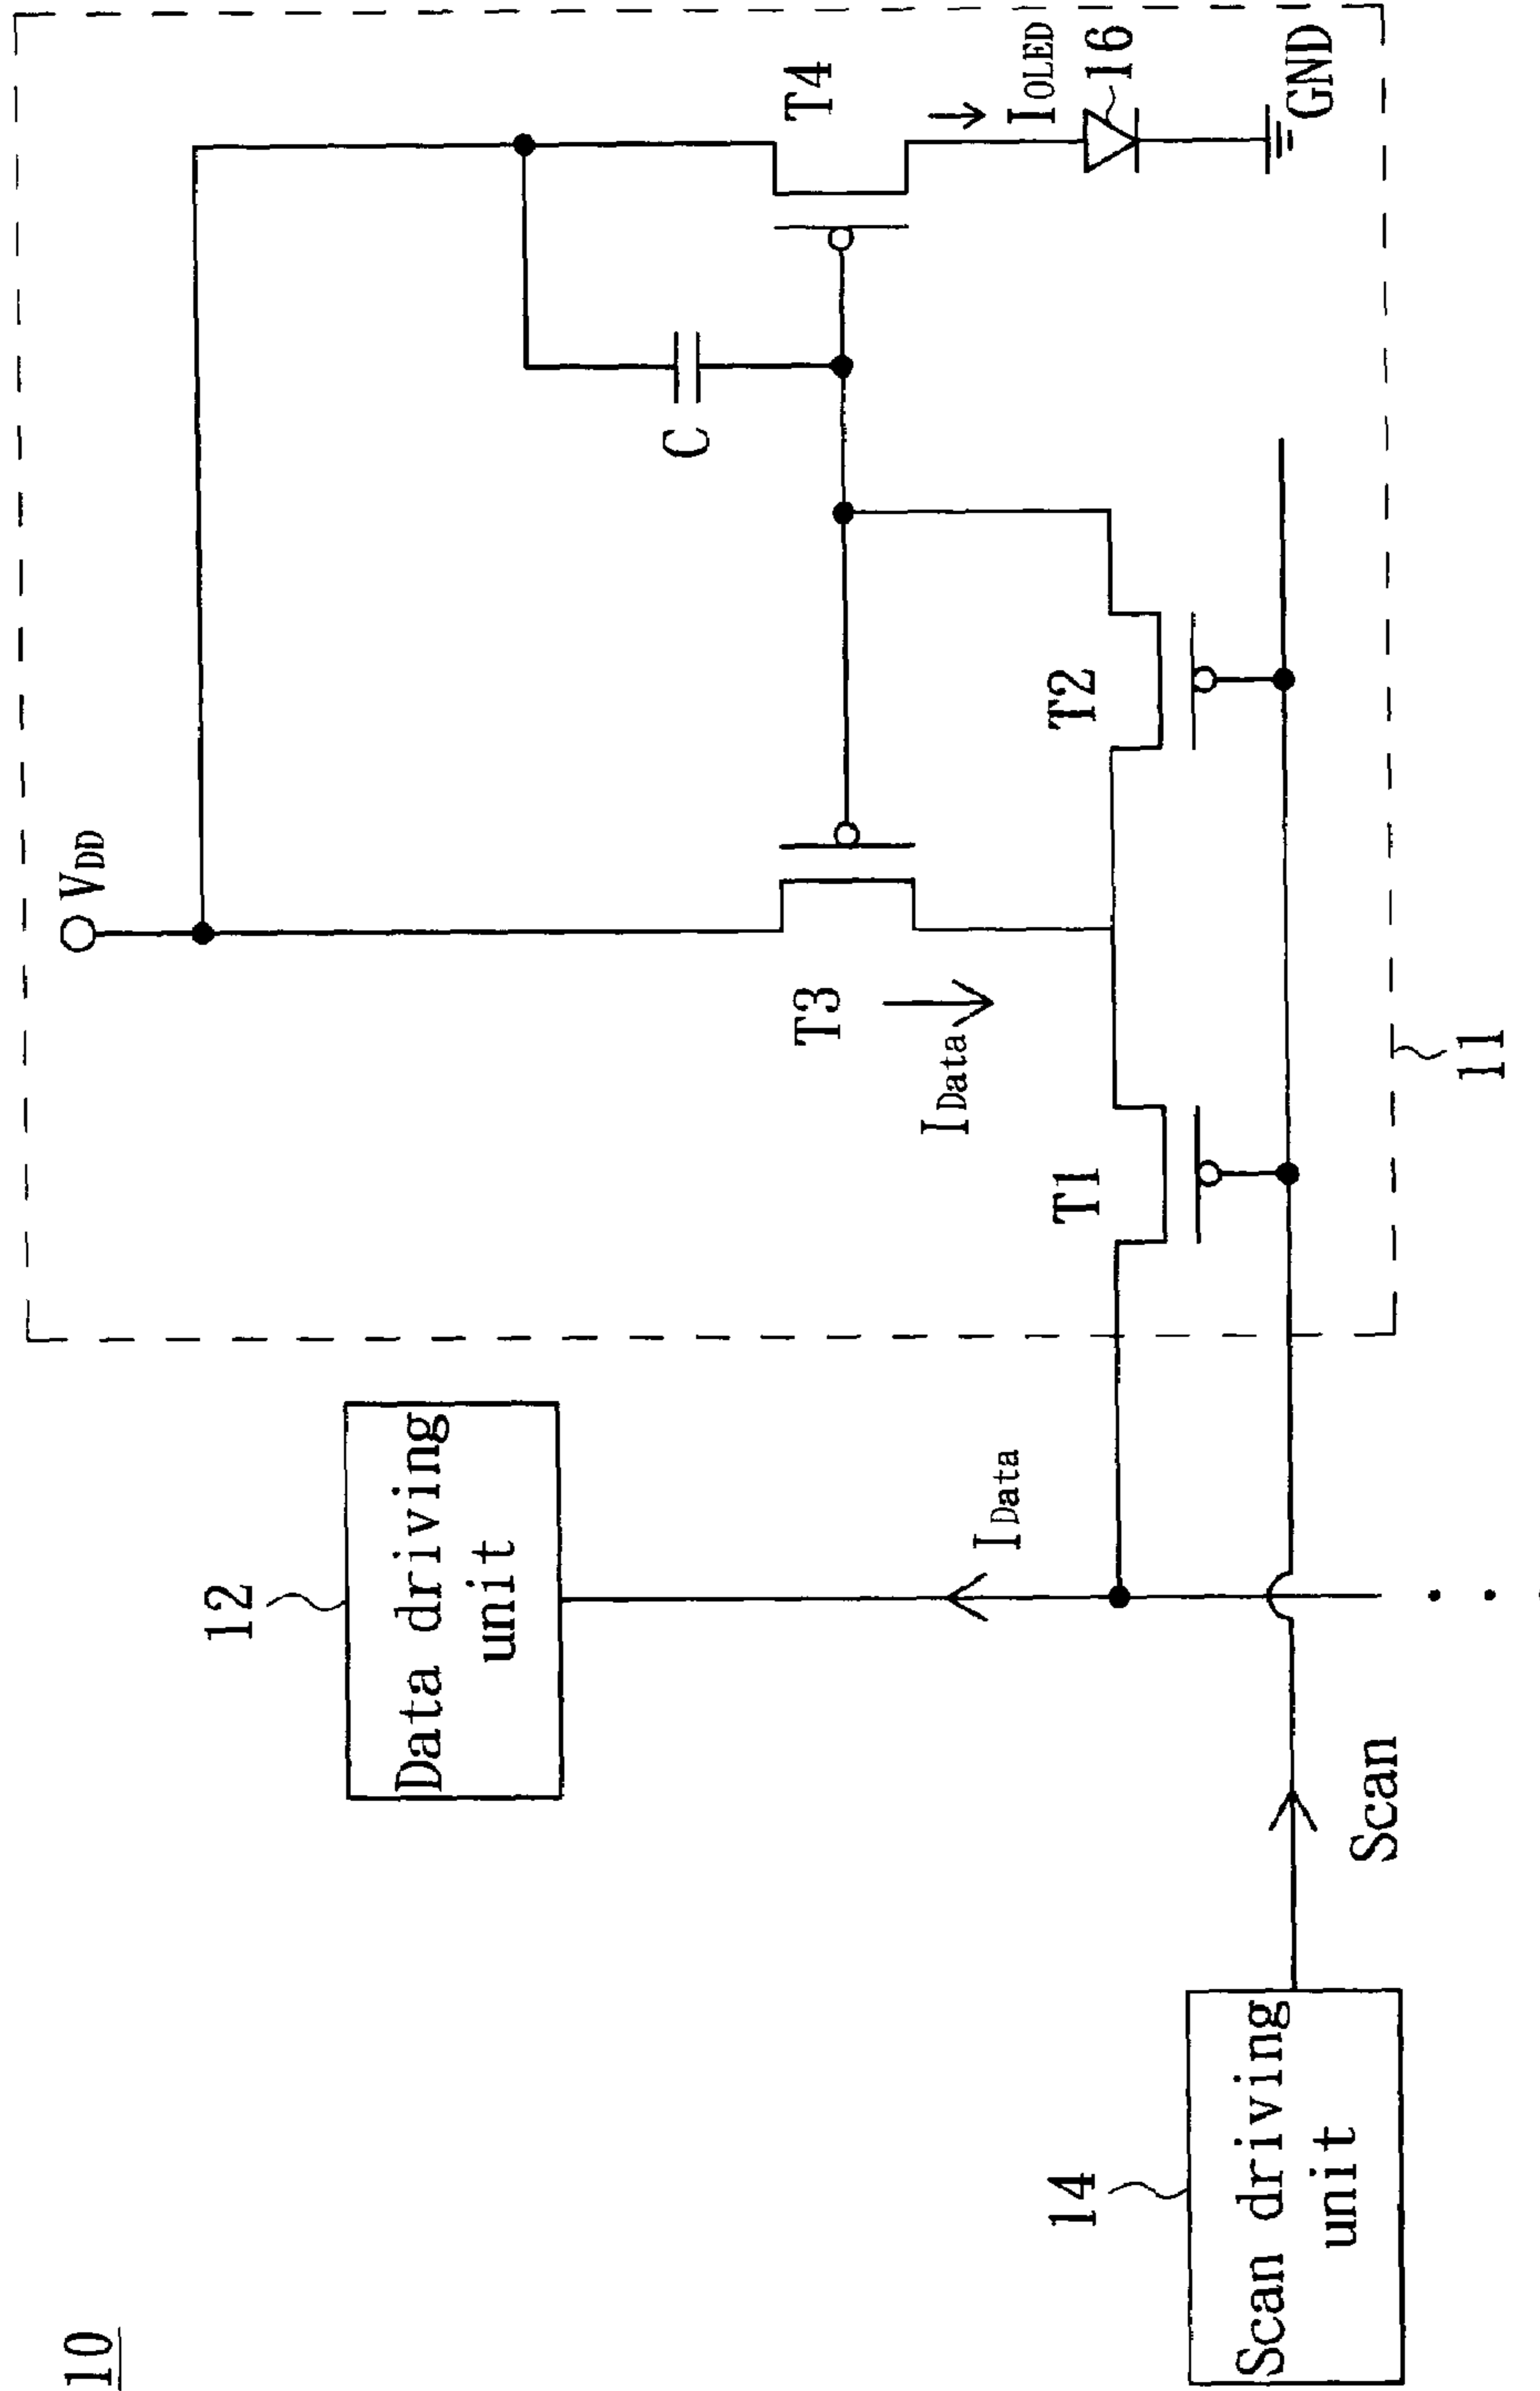 10
12
Data driving
unit
IData
14
Scan driving
unit
Scan
VDD
T3
IData
T1
T2
C
T4
IOLED
16
GND
11